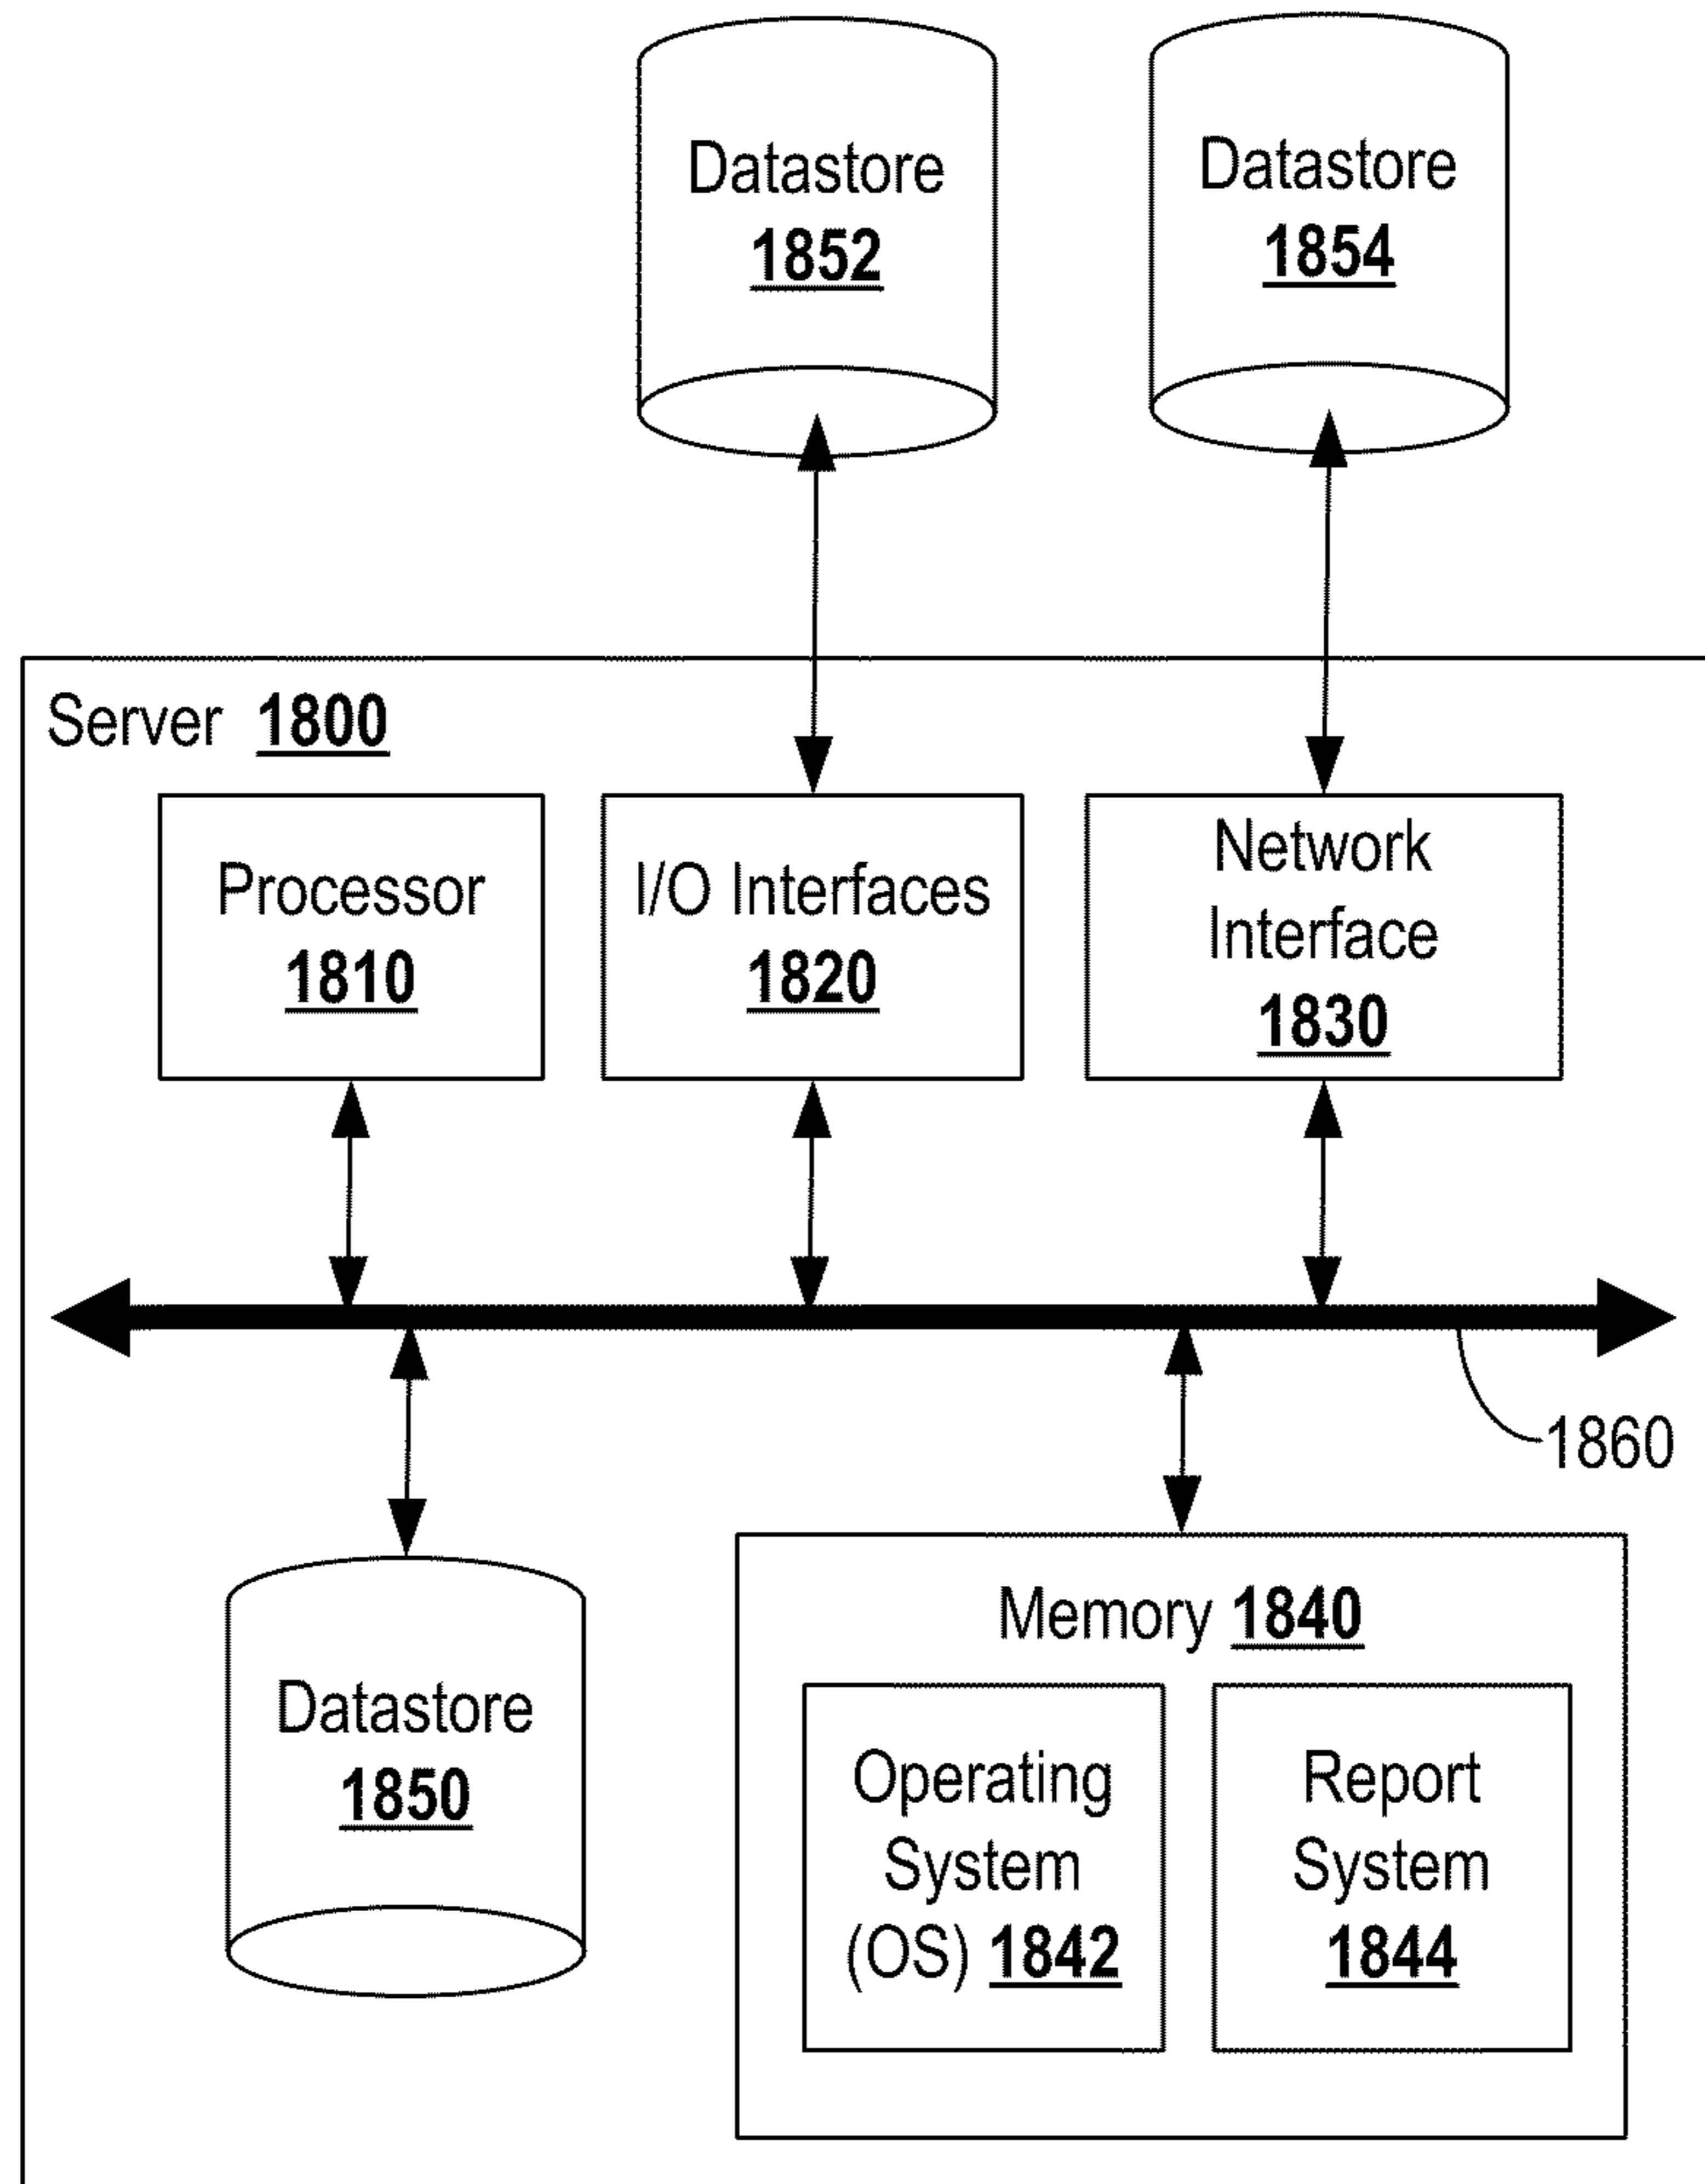 Datastore
1852
Datastore
1854
Server 1800
Processor
1810
I/O Interfaces
1820
Network
Interface
1830
1860
Datastore
1850
Memory 1840
Operating
System
(OS) 1842
Report
System
1844